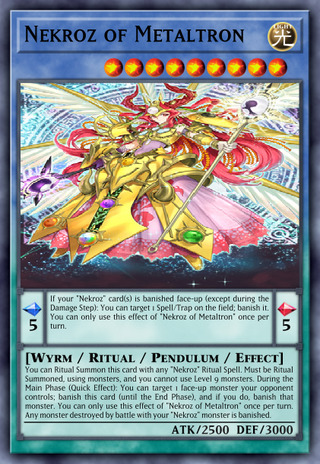 NEKROZ OF METALTRON
LIGHT
光
If your "Nekroz" card(s) is banished face-up (except during the
Damage Step): You can target 1 Spell/Trap on the field; banish it.
You can only use this effect of "Nekroz of Metaltron" once per
turn.
5
5
[WYRM / RITUAL / PENDULUM / EFFECT]
You can Ritual Summon this card with any "Nekroz" Ritual Spell. Must be Ritual
Summoned, using monsters, and you cannot use Level 9 monsters. During the
Main Phase (Quick Effect): You can target 1 face-up monster your opponent
controls; banish this card (until the End Phase), and if you do, banish that
monster. You can only use this effect of "Nekroz of Metaltron" once per turn.
Any monster destroyed by battle with your "Nekroz" monster is banished.
ATK/2500 DEF/3000